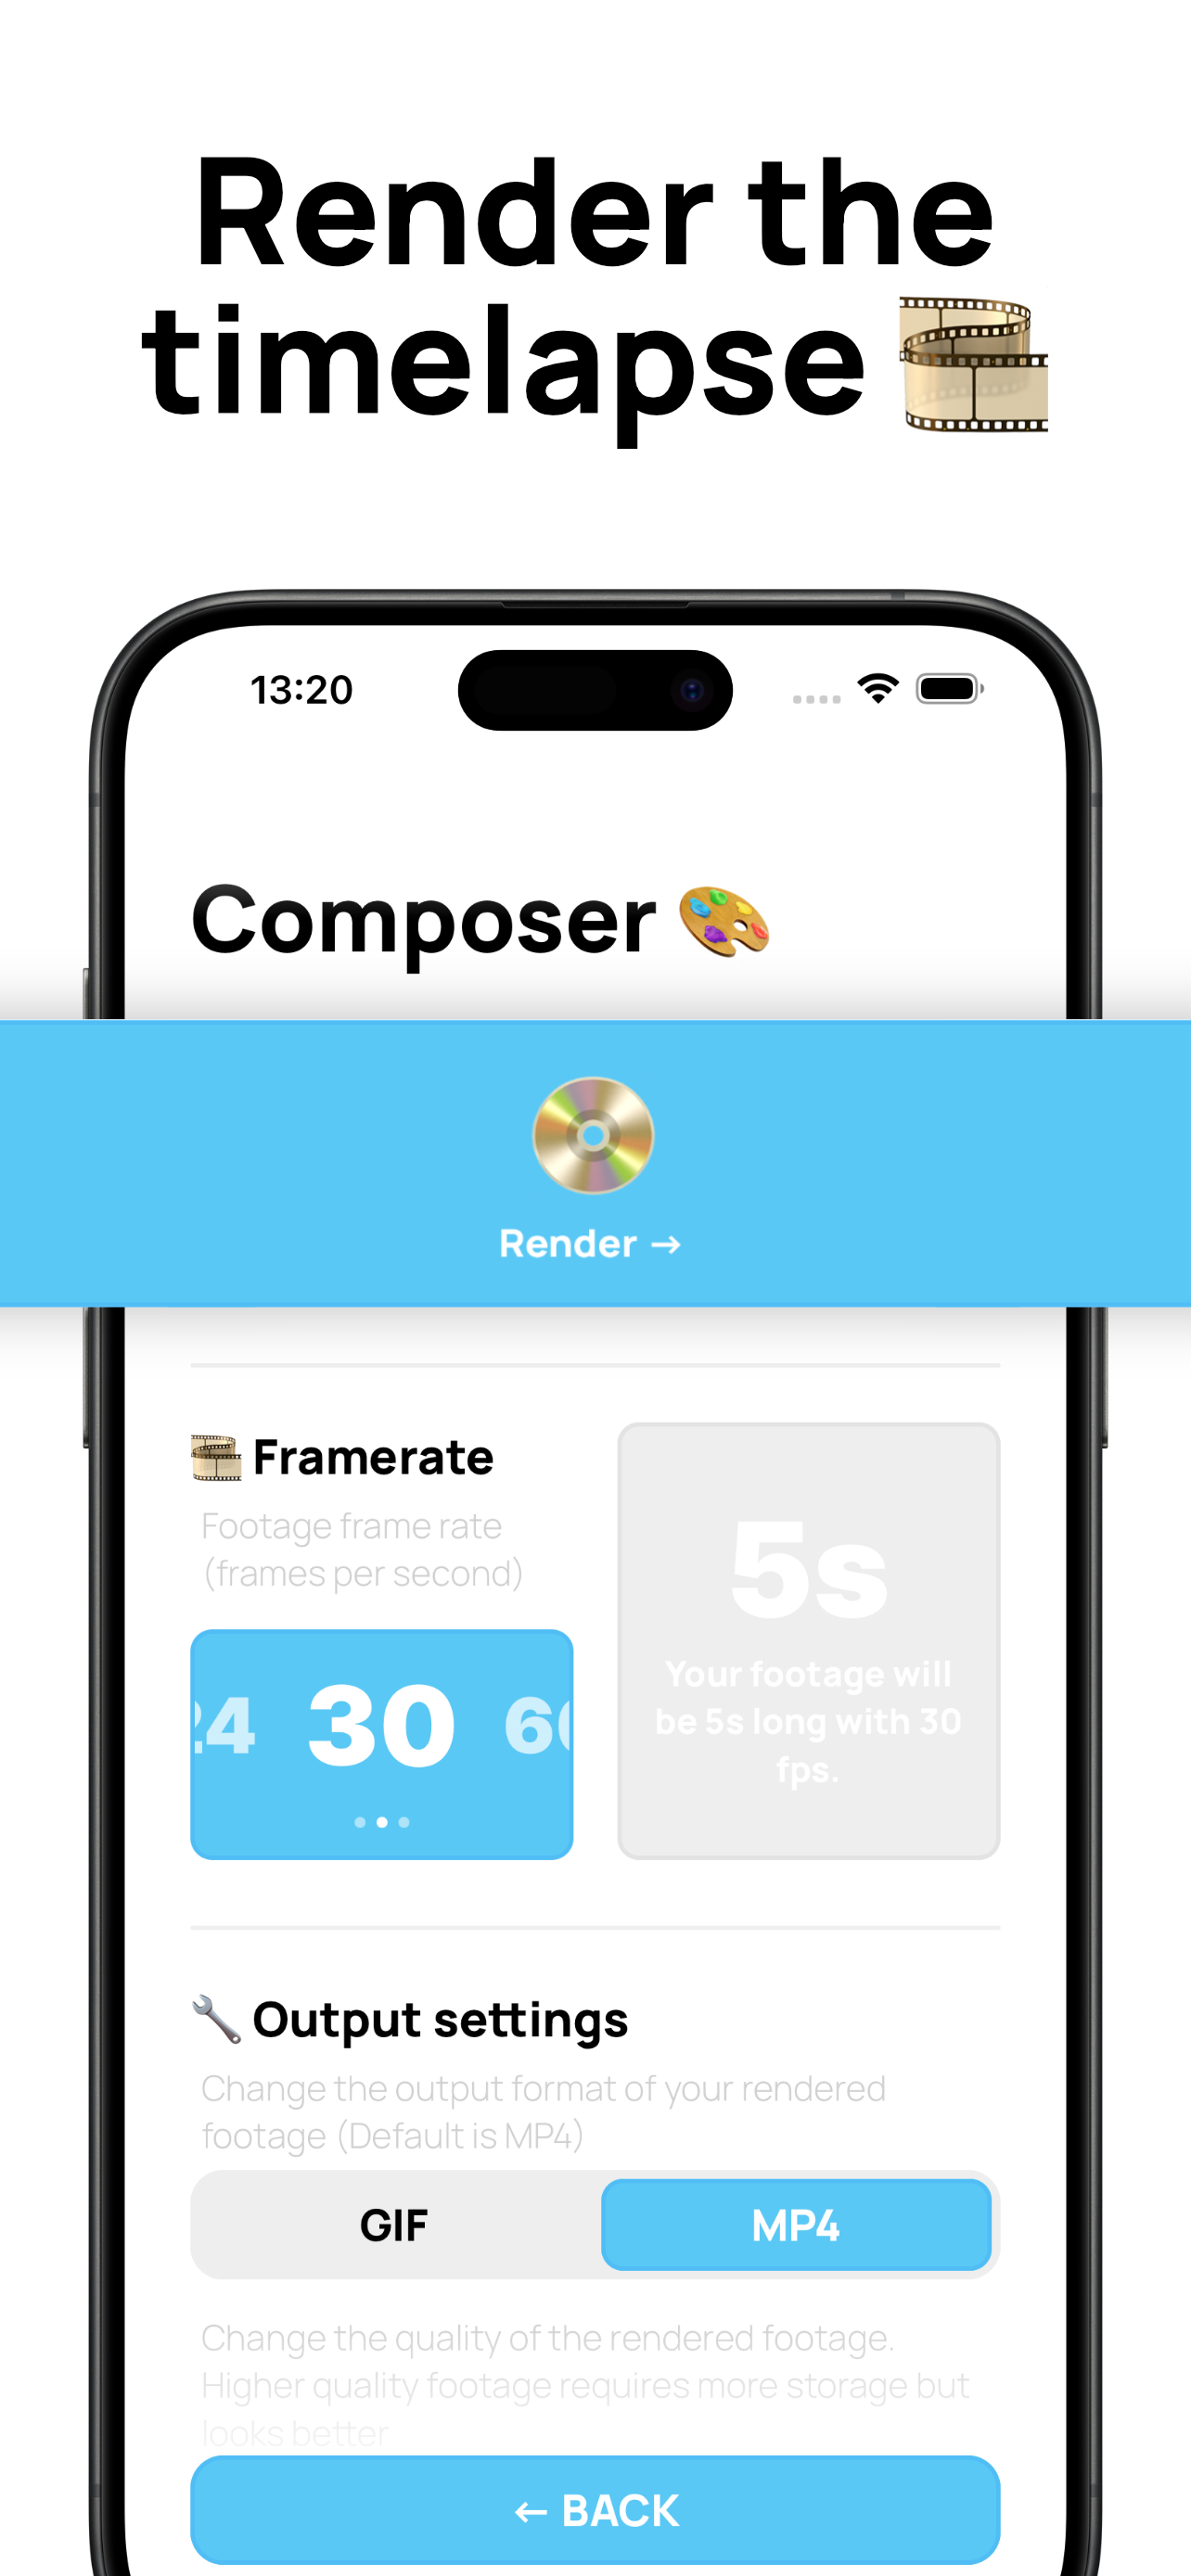 Render the
timelapse
13:20
Composer
Render →
Framerate
Footage frame rate
(frames per second)
24 30 60
5s
Your footage will
be 5s long with 30
fps.
Output settings
Change the output format of your rendered
footage (Default is MP4)
GIF MP4
Change the quality of the rendered footage.
Higher quality footage requires more storage but
looks better
← BACK